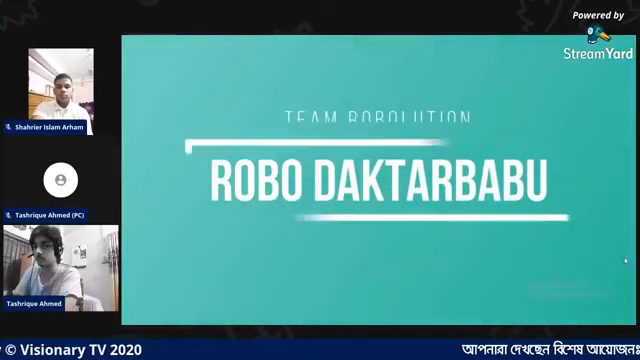 Powered by
StreamYard
Shahrier Islam Arham
TEAM ROBOLUTION
ROBO DAKTARBABU
Tashrique Ahmed (PC)
Tashrique Ahmed
© Visionary TV 2020
আপনারা দেখছেন বিশেষ আয়োজনঃ